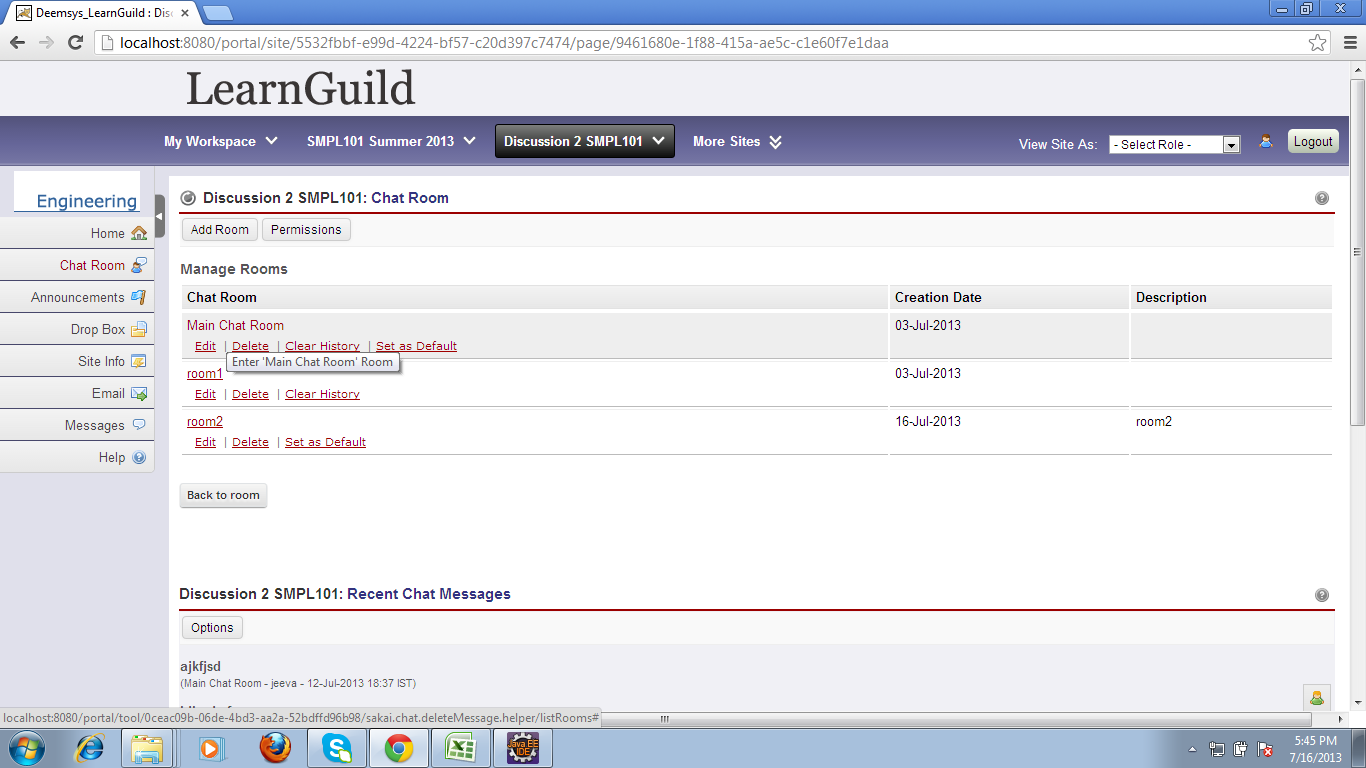 Deemsys_LearnGuild : Disc
localhost:8080/portal/site/5532fbbf-e99d-4224-bf57-c20d397c7474/page/9461680e-1f88-415a-ae5c-c1e60f7e1daa
LearnGuild
My Workspace SMPL101 Summer 2013 Discussion 2 SMPL101 More Sites View Site As: - Select Role - Logout
Engineering
Home
Chat Room
Announcements
Drop Box
Site Info
Email
Messages
Help
Discussion 2 SMPL101: Chat Room
Add Room Permissions
Manage Rooms
Chat Room Creation Date Description
Main Chat Room 03-Jul-2013
Edit | Delete | Clear History | Set as Default
Enter 'Main Chat Room' Room
room1 03-Jul-2013
Edit | Delete | Clear History
room2 16-Jul-2013 room2
Edit | Delete | Set as Default
Back to room
Discussion 2 SMPL101: Recent Chat Messages
Options
ajkfjsd
(Main Chat Room - jeeva - 12-Jul-2013 18:37 IST)
localhost:8080/portal/tool/0ceac09b-06de-4bd3-aa2a-52bdffd96b98/sakai.chat.deleteMessage.helper/listRooms#
Java EE
IDE
5:45 PM
7/16/2013